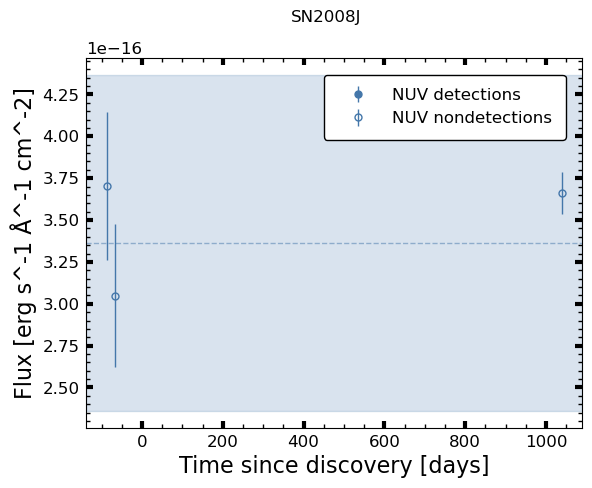 SN2008J
1e−16
NUV detections
NUV nondetections
4.25
4.00
3.75
3.50
3.25
3.00
2.75
2.50
Flux [erg s^-1 Å^-1 cm^-2]
0 200 400 600 800 1000
Time since discovery [days]